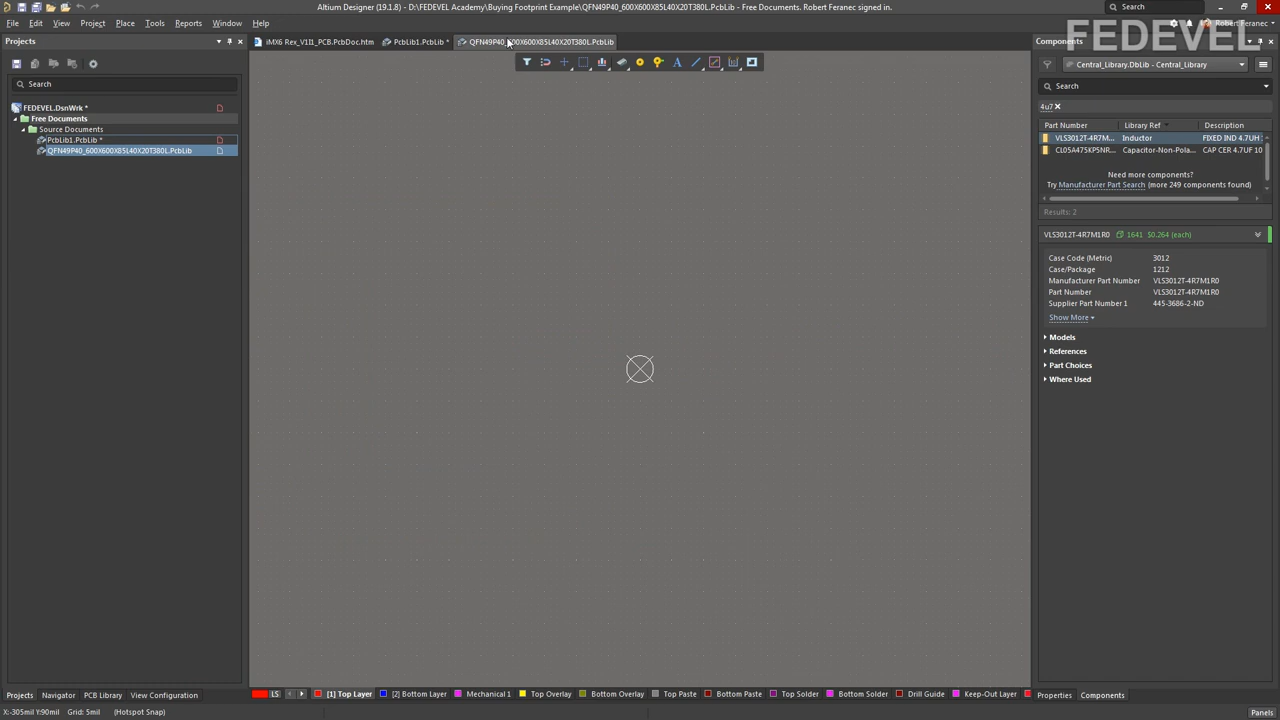 Altium Designer (19.1.8) - D:\FEDEVEL Academy\Buying Footprint Example\QFN49P40_600X600X85L40X20T380L.PcbLib - Free Documents. Robert Feranec signed in.
Search
File Edit View Project Place Tools Reports Window Help
Robert Feranec
FEDEVEL
Projects
iMX6 Rex_V1I1_PCB.PcbDoc.htm
PcbLib1.PcbLib *
QFN49P40_600X600X85L40X20T380L.PcbLib
Components
Central_Library.DbLib - Central_Library
Search
Search
4u7
FEDEVEL.DsnWrk *
Free Documents
Source Documents
PcbLib1.PcbLib *
QFN49P40_600X600X85L40X20T380L.PcbLib
Part Number Library Ref Description
VLS3012T-4R7M... Inductor FIXED IND 4.7UH
CL05A475KP5NR... Capacitor-Non-Pola... CAP CER 4.7UF 10
Need more components?
Try Manufacturer Part Search (more 249 components found)
Results: 2
VLS3012T-4R7M1R0 1641 $0.264 (each)
Case Code (Metric) 3012
Case/Package 1212
Manufacturer Part Number VLS3012T-4R7M1R0
Part Number VLS3012T-4R7M1R0
Supplier Part Number 1 445-3686-2-ND
Show More
Models
References
Part Choices
Where Used
Projects Navigator PCB Library View Configuration
LS [1] Top Layer [2] Bottom Layer Mechanical 1 Top Overlay Bottom Overlay Top Paste Bottom Paste Top Solder Bottom Solder Drill Guide Keep-Out Layer
Properties Components
X:-305mil Y:90mil Grid: 5mil (Hotspot Snap)
Panels